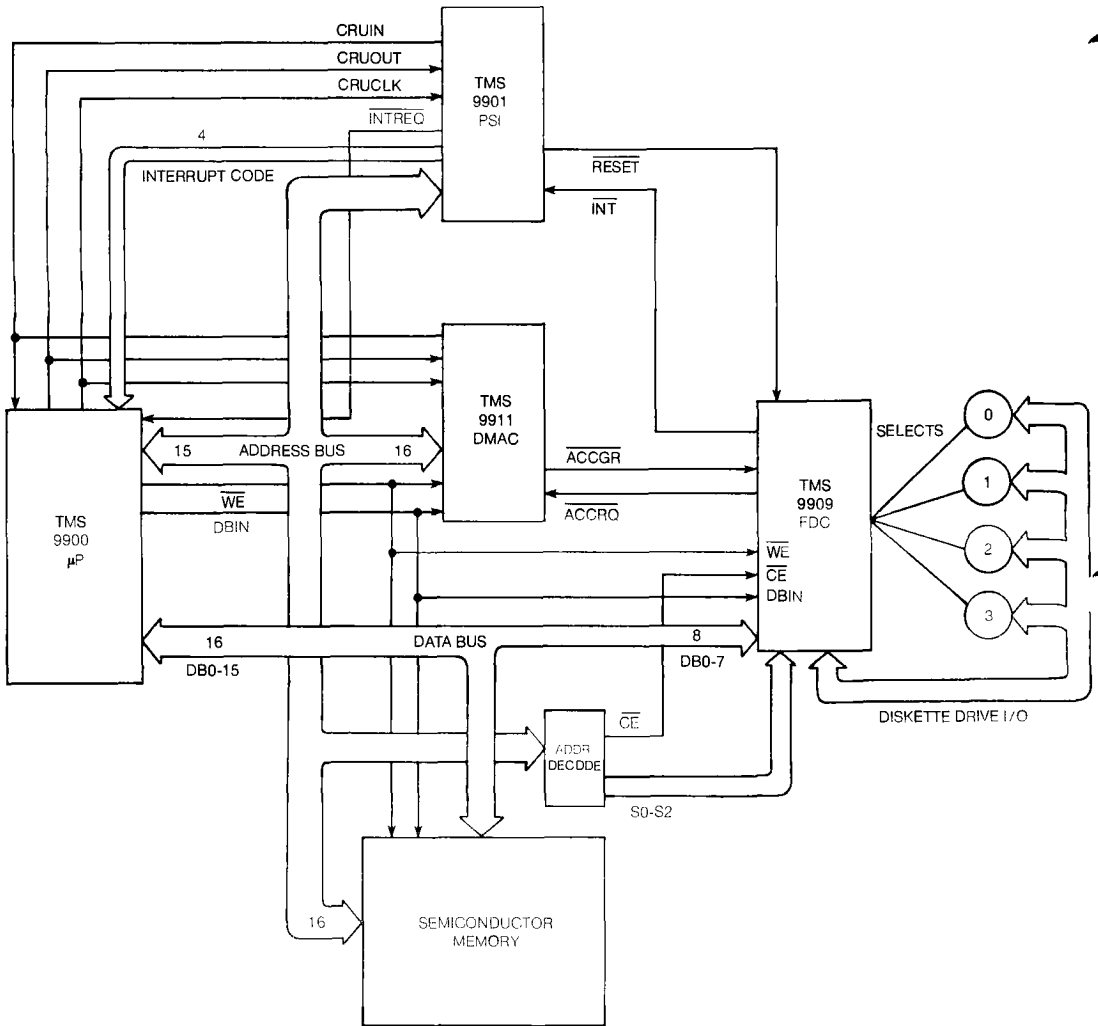 CRUIN
CRUOUT
CRUCLK
INTREQ
4
INTERRUPT CODE
TMS
9901
PSI
RESET
INT
TMS
9911
DMAC
15
ADDRESS BUS
16
WE
DBIN
TMS
9900
μP
ACCGR
ACCRQ
WE
CE
DBIN
TMS
9909
FDC
SELECTS
0
1
2
3
16
DATA BUS
8
DB0-15
DB0-7
DISKETTE DRIVE I/O
CE
ADDR
DECDDE
S0-S2
16
SEMICONDUCTOR
MEMORY